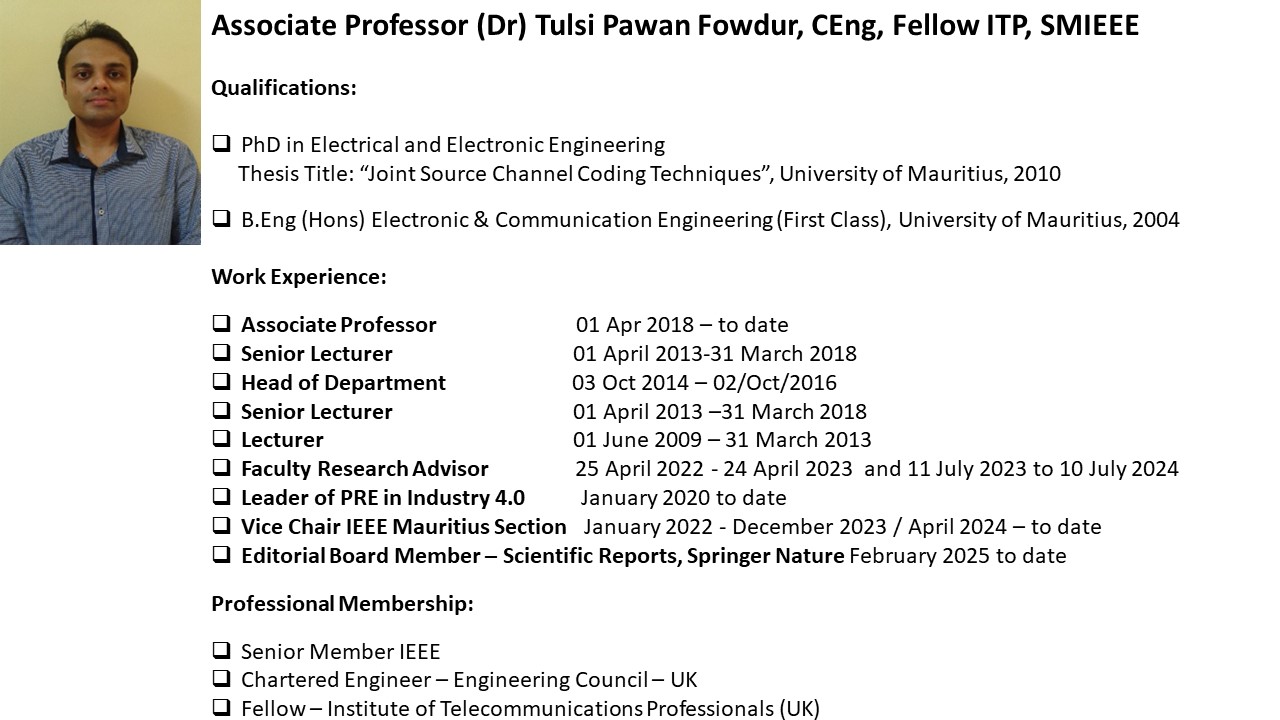 Associate Professor (Dr) Tulsi Pawan Fowdur, CEng, Fellow ITP, SMIEEE
Qualifications:
❑ PhD in Electrical and Electronic Engineering
Thesis Title: “Joint Source Channel Coding Techniques”, University of Mauritius, 2010
❑ B.Eng (Hons) Electronic & Communication Engineering (First Class), University of Mauritius, 2004
Work Experience:
❑ Associate Professor 01 Apr 2018 – to date
❑ Senior Lecturer 01 April 2013-31 March 2018
❑ Head of Department 03 Oct 2014 – 02/Oct/2016
❑ Senior Lecturer 01 April 2013 –31 March 2018
❑ Lecturer 01 June 2009 – 31 March 2013
❑ Faculty Research Advisor 25 April 2022 - 24 April 2023 and 11 July 2023 to 10 July 2024
❑ Leader of PRE in Industry 4.0 January 2020 to date
❑ Vice Chair IEEE Mauritius Section January 2022 - December 2023 / April 2024 – to date
❑ Editorial Board Member – Scientific Reports, Springer Nature February 2025 to date
Professional Membership:
❑ Senior Member IEEE
❑ Chartered Engineer – Engineering Council – UK
❑ Fellow – Institute of Telecommunications Professionals (UK)